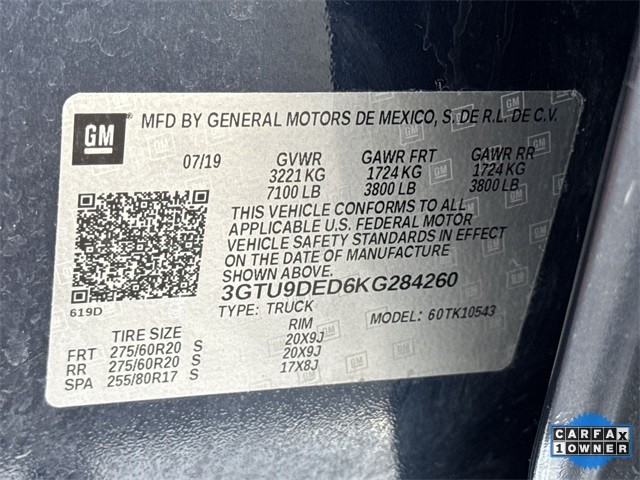 GM
MFD BY GENERAL MOTORS DE MEXICO, S. DE R.L. DE C.V.
07/19 GVWR GAWR FRT GAWR RR
3221 KG 1724 KG 1724 KG
7100 LB 3800 LB 3800 LB
THIS VEHICLE CONFORMS TO ALL
APPLICABLE U.S. FEDERAL MOTOR
VEHICLE SAFETY STANDARDS IN EFFECT
ON THE DATE OF MANUFACTURE
SHOWN ABOVE.
3GTU9DED6KG284260
619D
TYPE: TRUCK MODEL: 60TK10543
TIRE SIZE RIM
FRT 275/60R20 S 20X9J
RR 275/60R20 S 20X9J
SPA 255/80R17 S 17X8J
CARFAX
1 OWNER